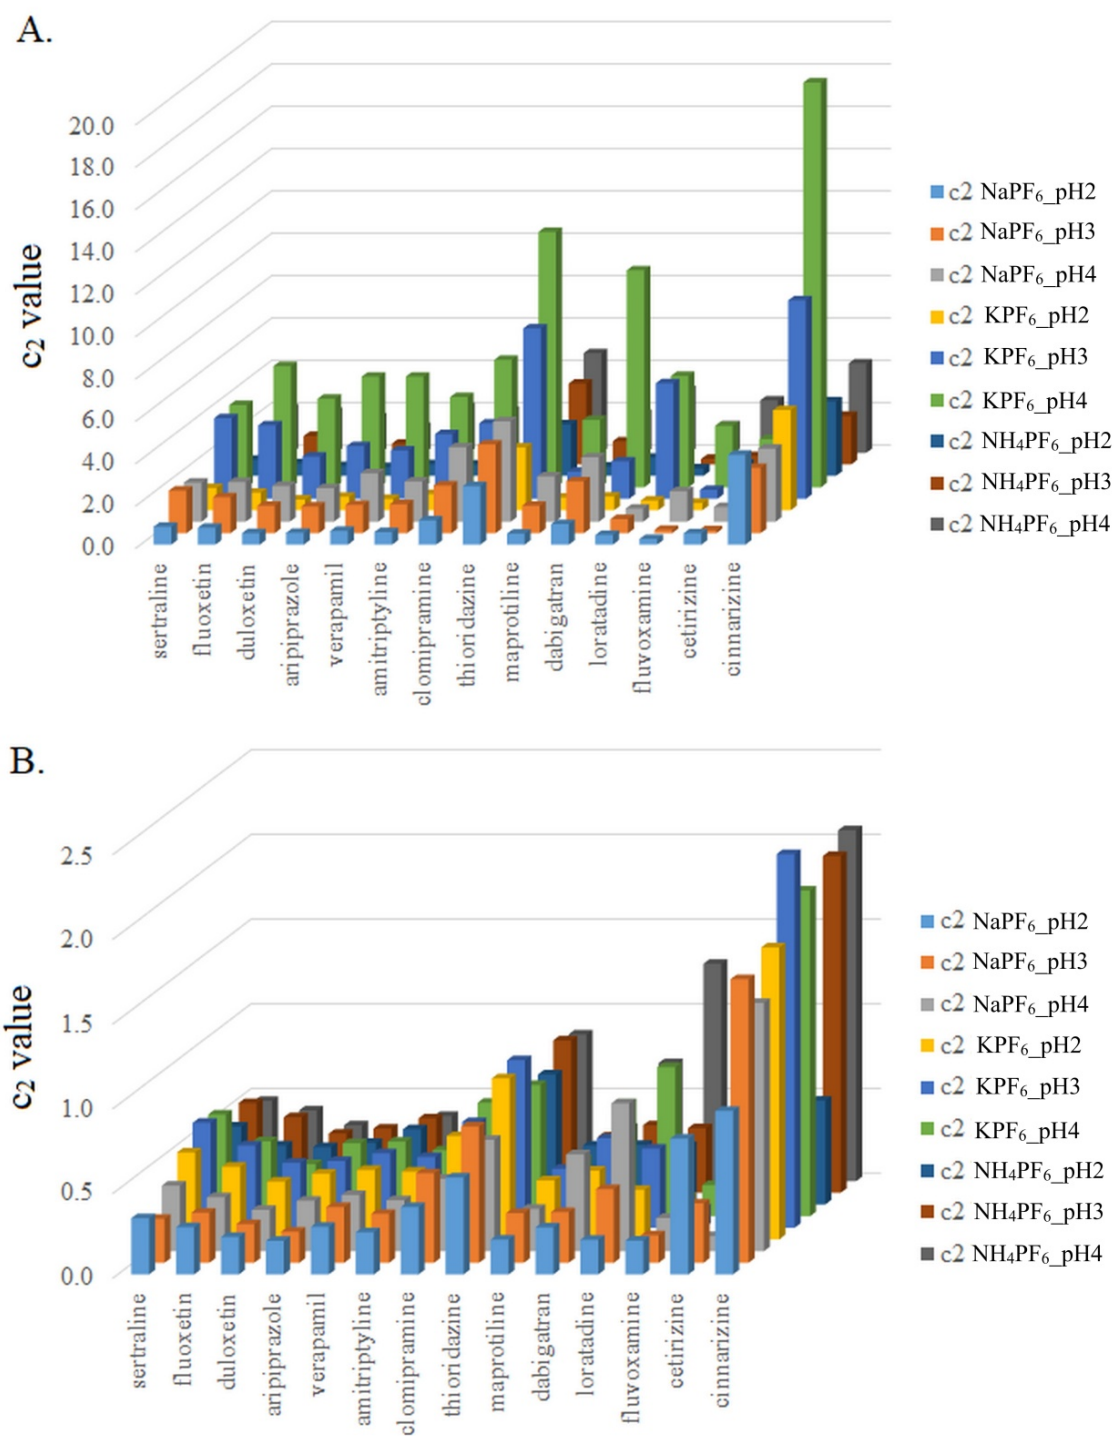 A.
20.0
18.0
16.0
14.0
12.0
10.0
8.0
6.0
4.0
2.0
0.0
c₂ value
sertraline
fluoxetin
duloxetin
aripiprazole
verapamil
amitriptyline
clomipramine
thioridazine
maprotiline
dabigatran
loratadine
fluvoxamine
cetirizine
cinnarizine
c2 NaPF₆_pH2
c2 NaPF₆_pH3
c2 NaPF₆_pH4
c2 KPF₆_pH2
c2 KPF₆_pH3
c2 KPF₆_pH4
c2 NH₄PF₆_pH2
c2 NH₄PF₆_pH3
c2 NH₄PF₆_pH4
B.
2.5
2.0
1.5
1.0
0.5
0.0
c₂ value
sertraline
fluoxetin
duloxetin
aripiprazole
verapamil
amitriptyline
clomipramine
thioridazine
maprotiline
dabigatran
loratadine
fluvoxamine
cetirizine
cinnarizine
c2 NaPF₆_pH2
c2 NaPF₆_pH3
c2 NaPF₆_pH4
c2 KPF₆_pH2
c2 KPF₆_pH3
c2 KPF₆_pH4
c2 NH₄PF₆_pH2
c2 NH₄PF₆_pH3
c2 NH₄PF₆_pH4